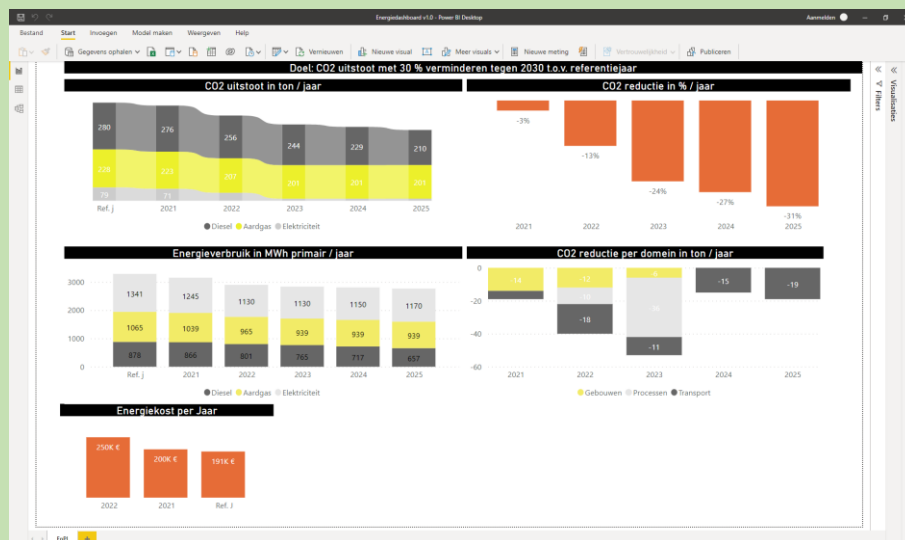 Energiedashboard v1.0 - Power BI Desktop
Aanmelden
Bestand Start Invoegen Model maken Weergeven Help
Gegevens ophalen Vernieuwen Nieuwe visual Meer visuals Nieuwe meting Vertrouwelijkheid Publiceren
Doel: CO2 uitstoot met 30 % verminderen tegen 2030 t.o.v. referentiejaar
CO2 uitstoot in ton / jaar
280 276 256 244 229 210
228 223 207 201 201 201
79 71
Ref. j 2021 2022 2023 2024 2025
Diesel Aardgas Elektriciteit
CO2 reductie in % / jaar
-3% -13% -24% -27% -31%
2021 2022 2023 2024 2025
Filters
Visualisaties
Energieverbruik in MWh primair / jaar
3000
2000
1000
0
1341 1245 1130 1130 1150 1170
1065 1039 965 939 939 939
878 866 801 765 717 657
Ref. j 2021 2022 2023 2024 2025
Diesel Aardgas Elektriciteit
CO2 reductie per domein in ton / jaar
0
-20
-40
-60
-12 -15 -19
-18 -11
2021 2022 2023 2024 2025
Gebouwen Processen Transport
Energiekost per Jaar
250K € 200K € 191K €
2022 2021 Ref. J